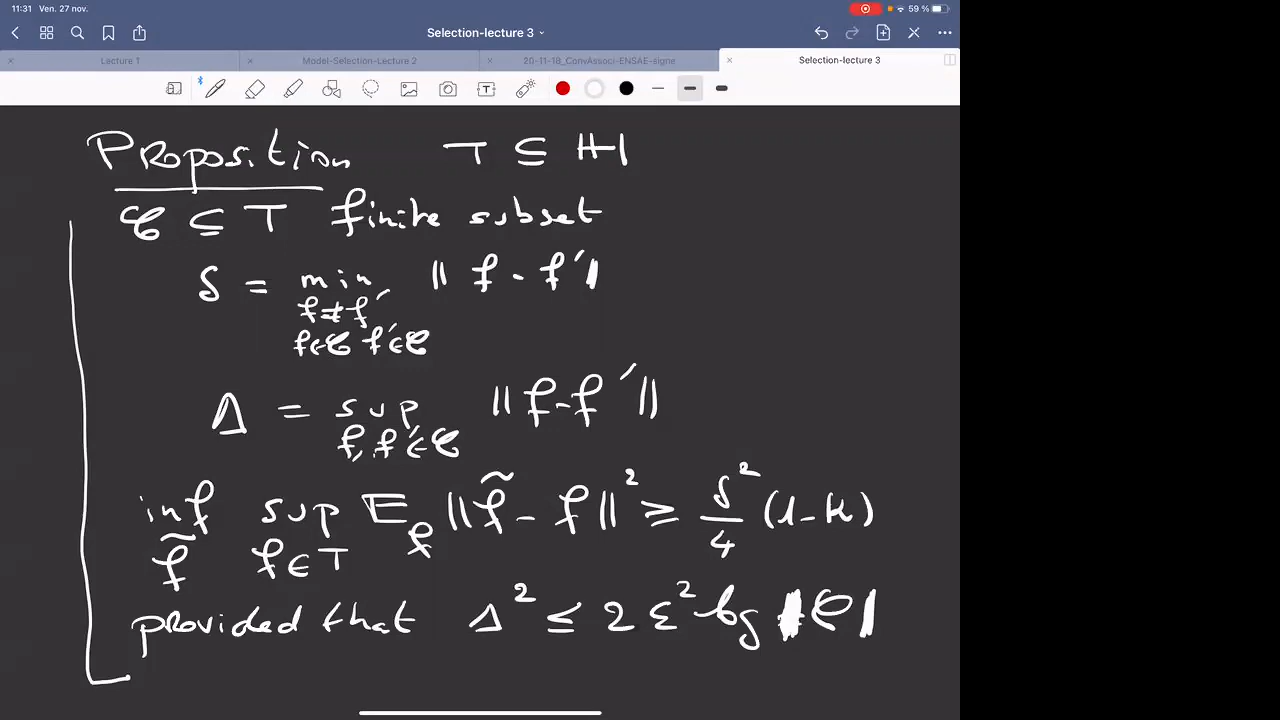 11:31 Ven. 27 nov. 59 %
Selection-lecture 3
Lecture 1 Model-Selection-Lecture 2 20-11-18_ConvAssoci-ENSAE-signe Selection-lecture 3
Proposition T ⊆ ℍ
𝒞 ⊆ T finite subset
δ = min ‖ f - f′ ‖
f ≠ f′
f∈𝒞 f′∈𝒞
Δ = sup ‖ f - f′ ‖
f, f′∈𝒞
inf sup 𝔼_f ‖ f̃ - f ‖² ≥ δ²/4 (1-κ)
f̃ f∈T
provided that Δ² ≤ 2 ε² log |𝒞|